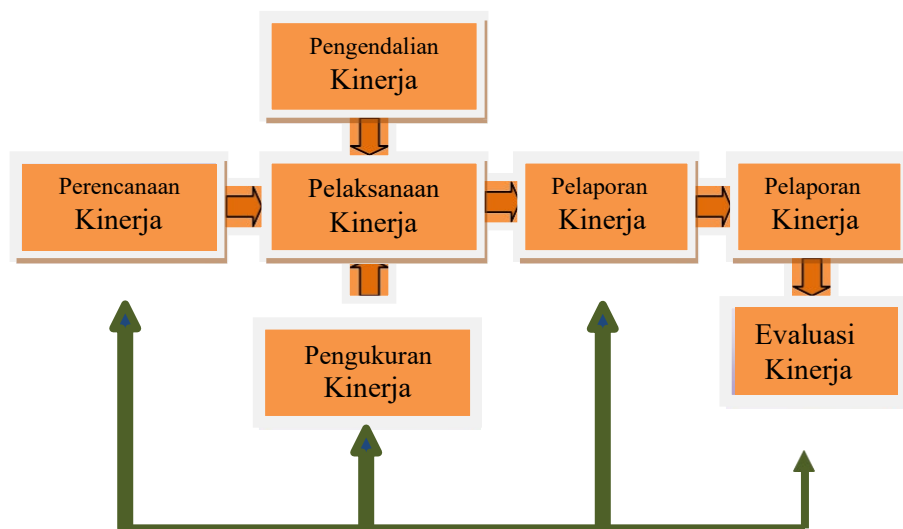 Pengendalian
Kinerja
Perencanaan
Kinerja
Pelaksanaan
Kinerja
Pelaporan
Kinerja
Pelaporan
Kinerja
Pengukuran
Kinerja
Evaluasi
Kinerja